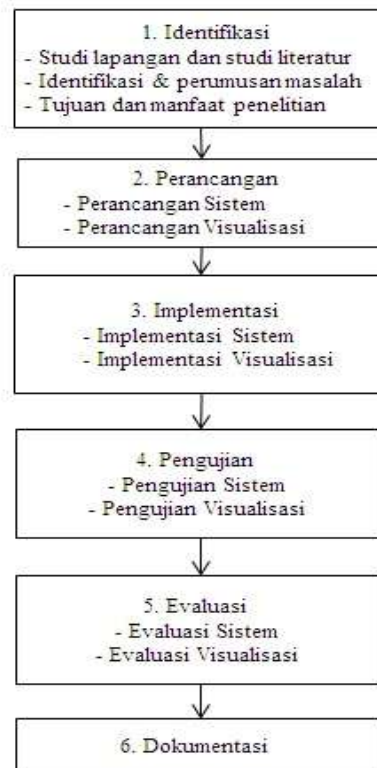 1. Identifikasi
- Studi lapangan dan studi literatur
- Identifikasi & perumusan masalah
- Tujuan dan manfaat penelitian
2. Perancangan
- Perancangan Sistem
- Perancangan Visualisasi
3. Implementasi
- Implementasi Sistem
- Implementasi Visualisasi
4. Pengujian
- Pengujian Sistem
- Pengujian Visualisasi
5. Evaluasi
- Evaluasi Sistem
- Evaluasi Visualisasi
6. Dokumentasi